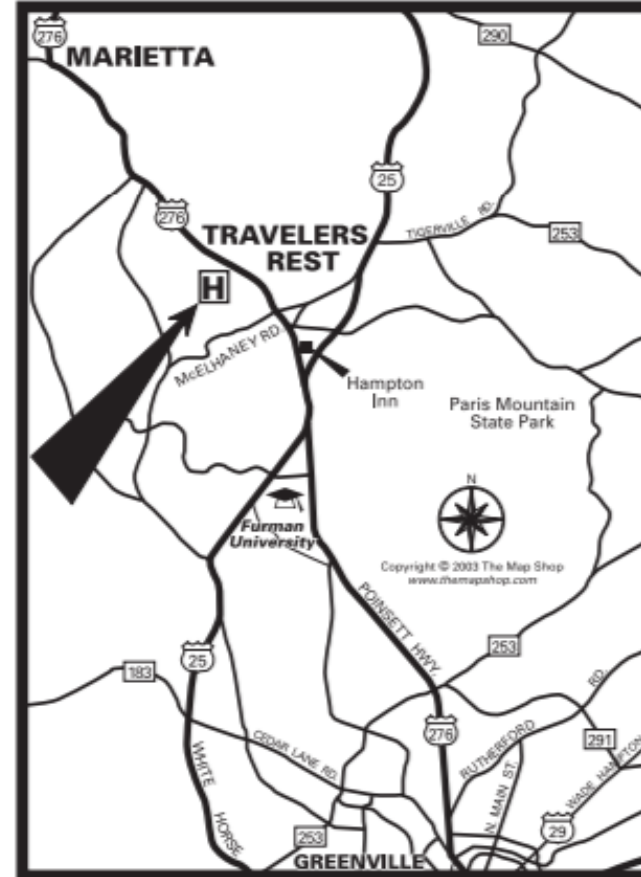 276
MARIETTA
290
25
276
TRAVELERS
REST
TIGERVILLE RD.
253
H
McELHANEY RD.
Hampton
Inn
Paris Mountain
State Park
N
Furman
University
Copyright © 2003 The Map Shop
www.themapshop.com
POINSETT HWY.
253
25
183
276
RUTHERFORD
RD.
291
CEDAR LANE RD.
WHITE HORSE
N. MAIN ST.
WADE HAMPTON
29
253
GREENVILLE